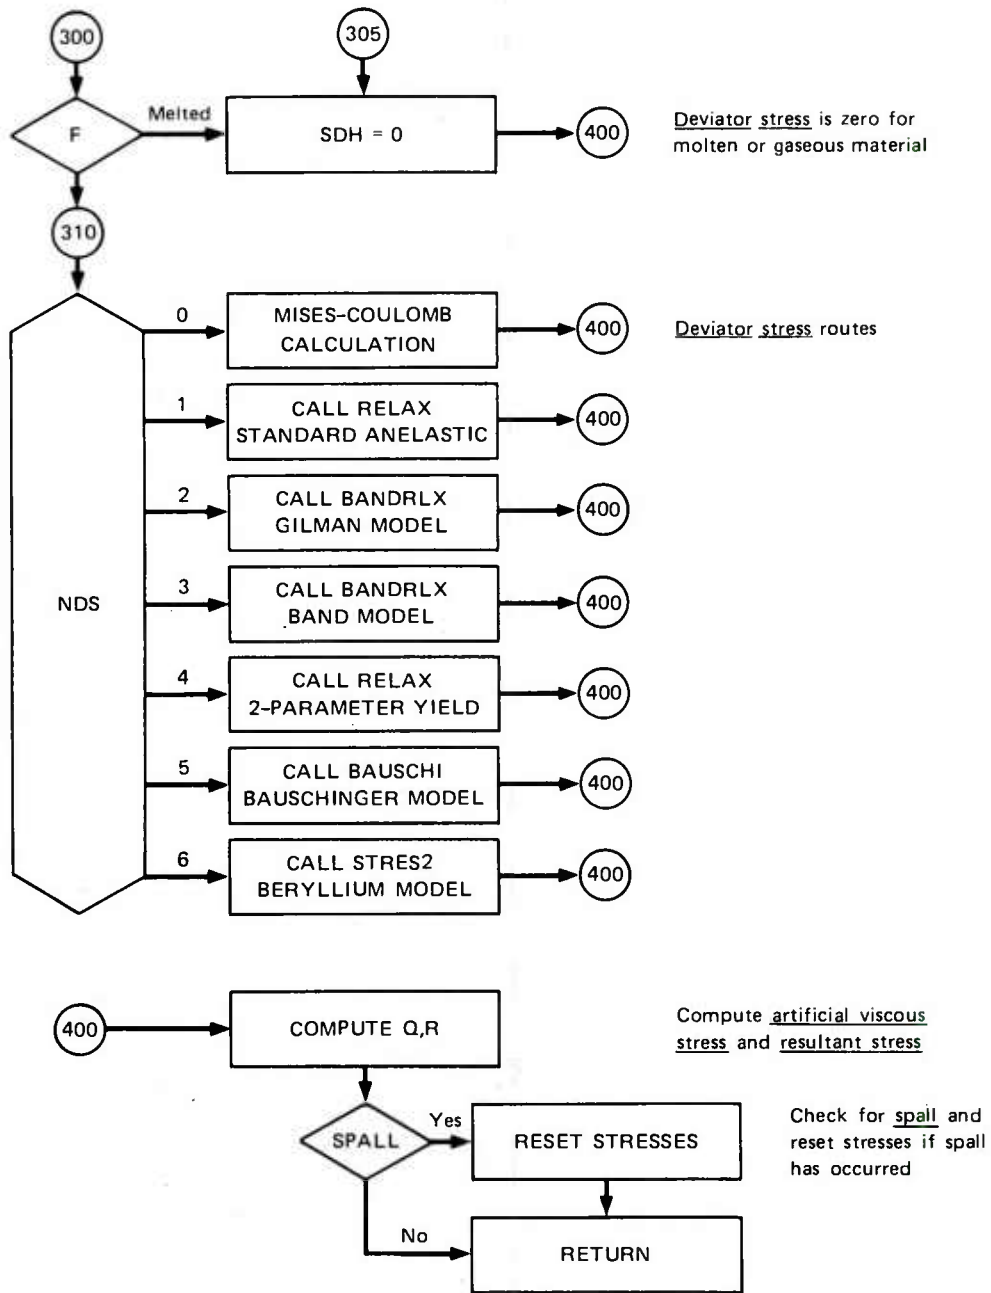 300
305
F
Melted
SDH = 0
400
Deviator stress is zero for
molten or gaseous material
310
NDS
0
MISES-COULOMB
CALCULATION
400
Deviator stress routes
1
CALL RELAX
STANDARD ANELASTIC
400
2
CALL BANDRLX
GILMAN MODEL
400
3
CALL BANDRLX
BAND MODEL
400
4
CALL RELAX
2-PARAMETER YIELD
400
5
CALL BAUSCHI
BAUSCHINGER MODEL
400
6
CALL STRES2
BERYLLIUM MODEL
400
400
COMPUTE Q,R
Compute artificial viscous
stress and resultant stress
SPALL
Yes
RESET STRESSES
Check for spall and
reset stresses if spall
has occurred
No
RETURN